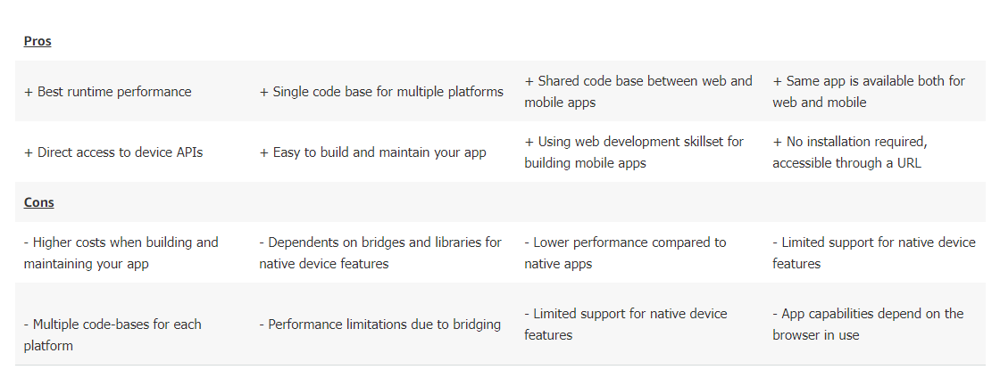 Pros
+ Best runtime performance
+ Single code base for multiple platforms
+ Shared code base between web and
mobile apps
+ Same app is available both for
web and mobile
+ Direct access to device APIs
+ Easy to build and maintain your app
+ Using web development skillset for
building mobile apps
+ No installation required,
accessible through a URL
Cons
- Higher costs when building and
maintaining your app
- Dependents on bridges and libraries for
native device features
- Lower performance compared to
native apps
- Limited support for native device
features
- Multiple code-bases for each
platform
- Performance limitations due to bridging
- Limited support for native device
features
- App capabilities depend on the
browser in use